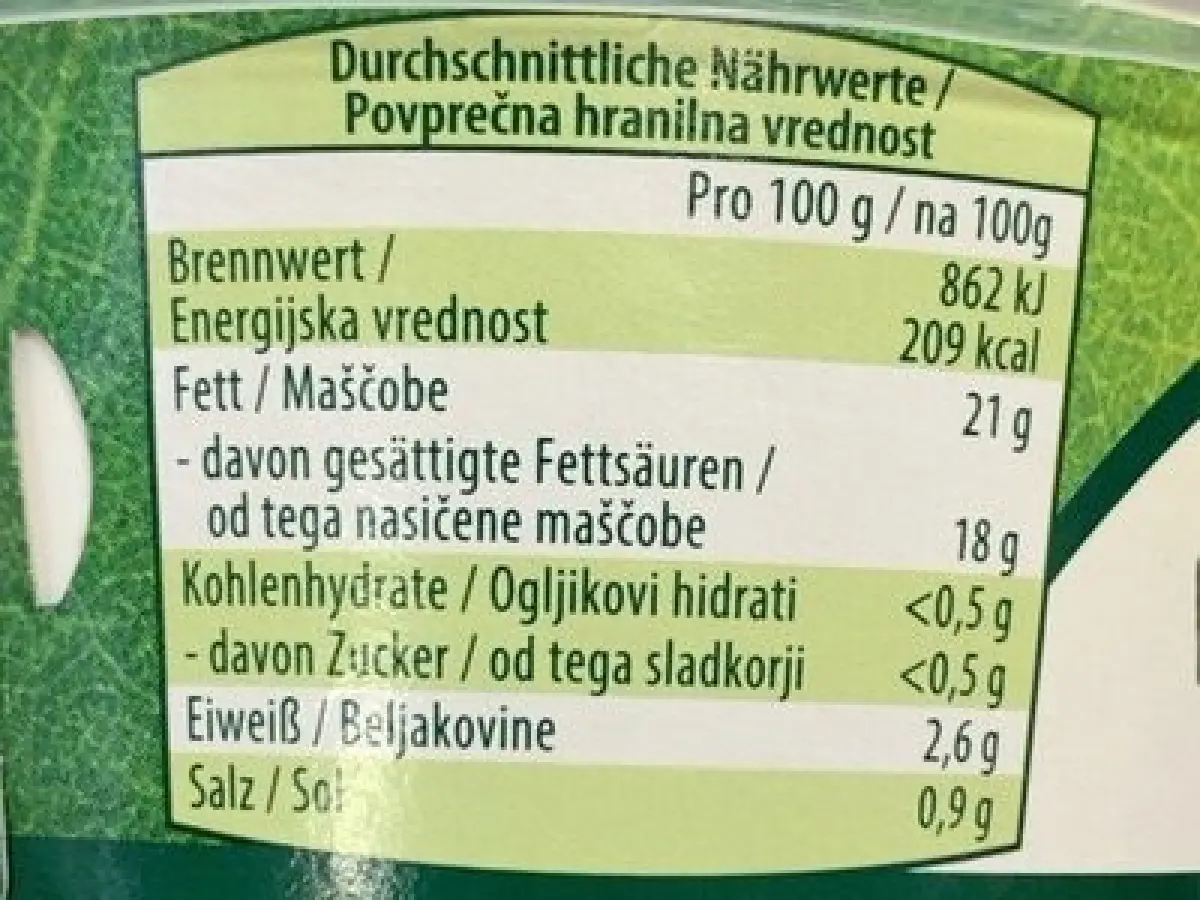 Durchschnittliche Nährwerte /
Povprečna hranilna vrednost
Pro 100 g / na 100g
Brennwert / 862 kJ
Energijska vrednost 209 kcal
Fett / Maščobe 21 g
- davon gesättigte Fettsäuren /
od tega nasičene maščobe 18 g
Kohlenhydrate / Ogljikovi hidrati <0,5 g
- davon Zucker / od tega sladkorji <0,5 g
Eiweiß / Beljakovine 2,6 g
Salz / Sol 0,9 g